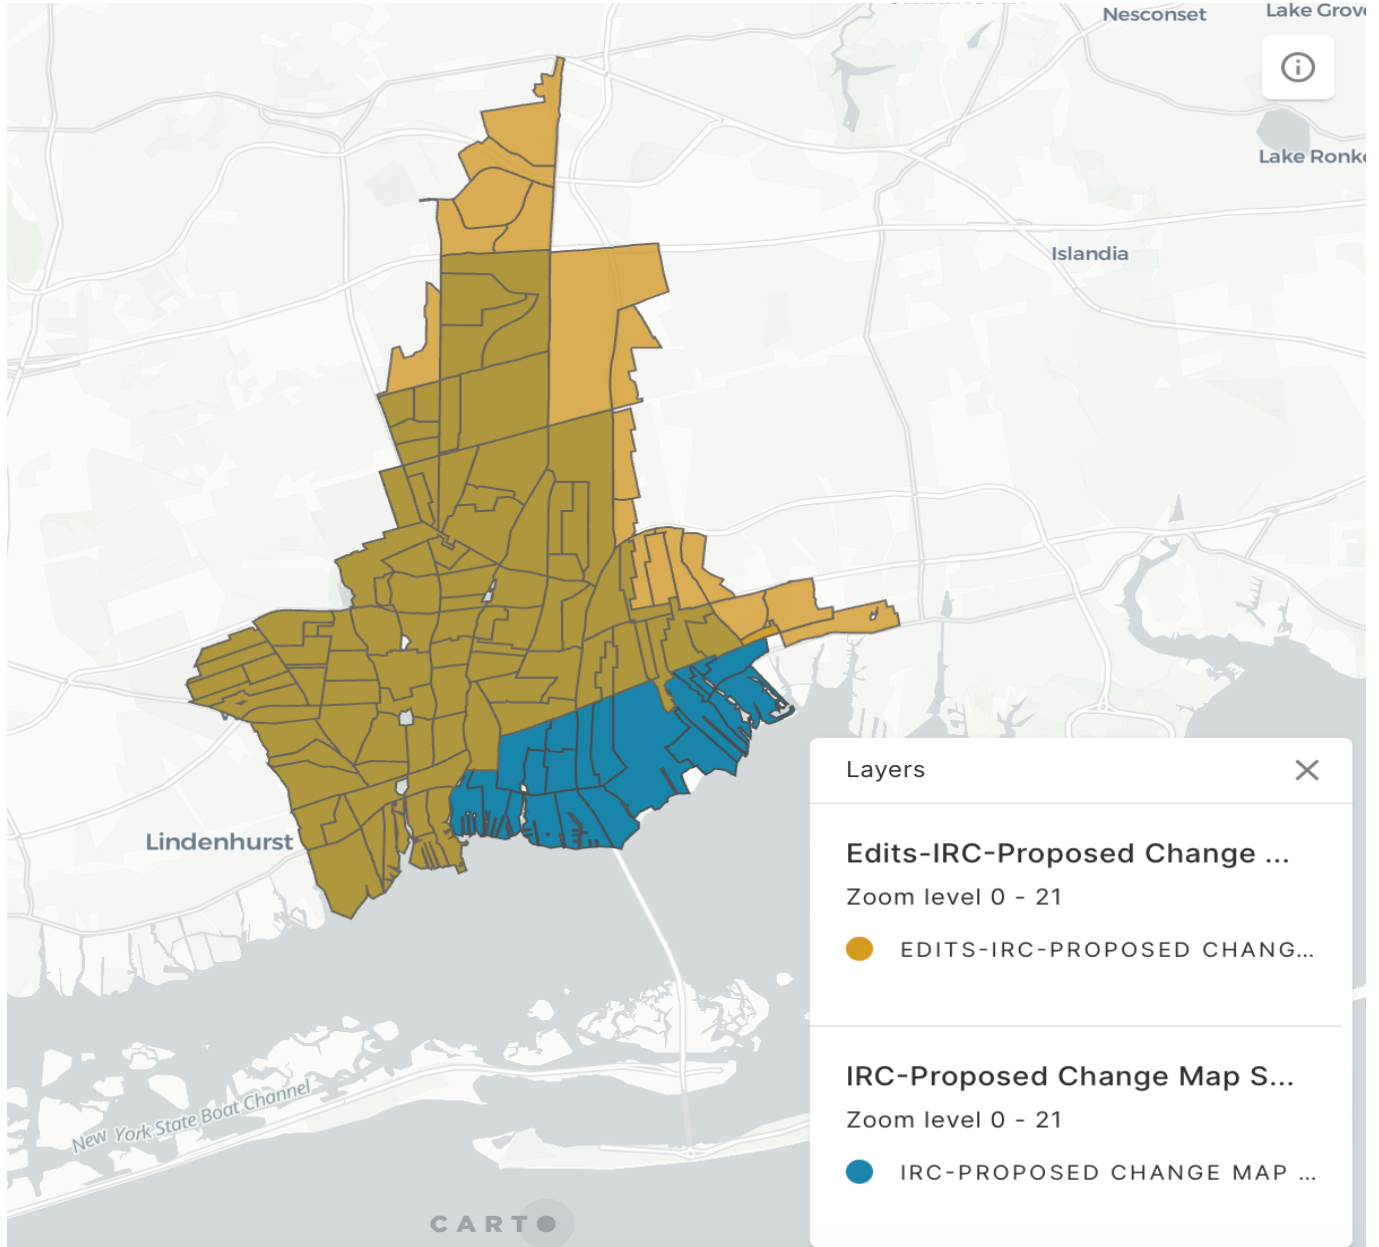 Nesconset
Lake Grov
Lake Ronk
Islandia
Lindenhurst
New York State Boat Channel
Layers
Edits-IRC-Proposed Change ...
Zoom level 0 - 21
EDITS-IRC-PROPOSED CHANG...
IRC-Proposed Change Map S...
Zoom level 0 - 21
IRC-PROPOSED CHANGE MAP ...
CARTO